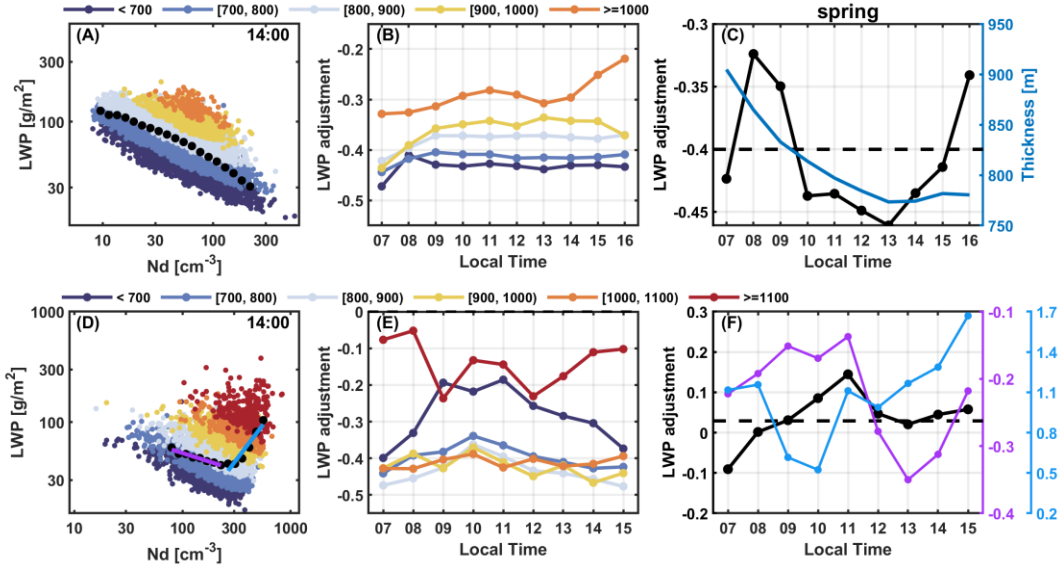 < 700 [700, 800) [800, 900) [900, 1000) >=1000
spring
(A) 14:00
LWP [g/m²]
300
100
30
10 30 100 300
Nd [cm⁻³]
(B)
LWP adjustment
-0.2
-0.3
-0.4
-0.5
07 08 09 10 11 12 13 14 15 16
Local Time
(C)
LWP adjustment
-0.3
-0.35
-0.4
-0.45
07 08 09 10 11 12 13 14 15 16
Local Time
950
900
850
800
750
Thickness [m]
< 700 [700, 800) [800, 900) [900, 1000) [1000, 1100) >=1100
(D) 14:00
LWP [g/m²]
1000
300
100
30
10 30 100 300 1000
Nd [cm⁻³]
(E)
LWP adjustment
0
-0.1
-0.2
-0.3
-0.4
-0.5
07 08 09 10 11 12 13 14 15
Local Time
(F)
LWP adjustment
0.3
0.2
0.1
0
0.1
-0.2
07 08 09 10 11 12 13 14 15
Local Time
-0.1
-0.2
-0.3
-0.4
1.7
1.4
1.1
0.8
0.5
0.2